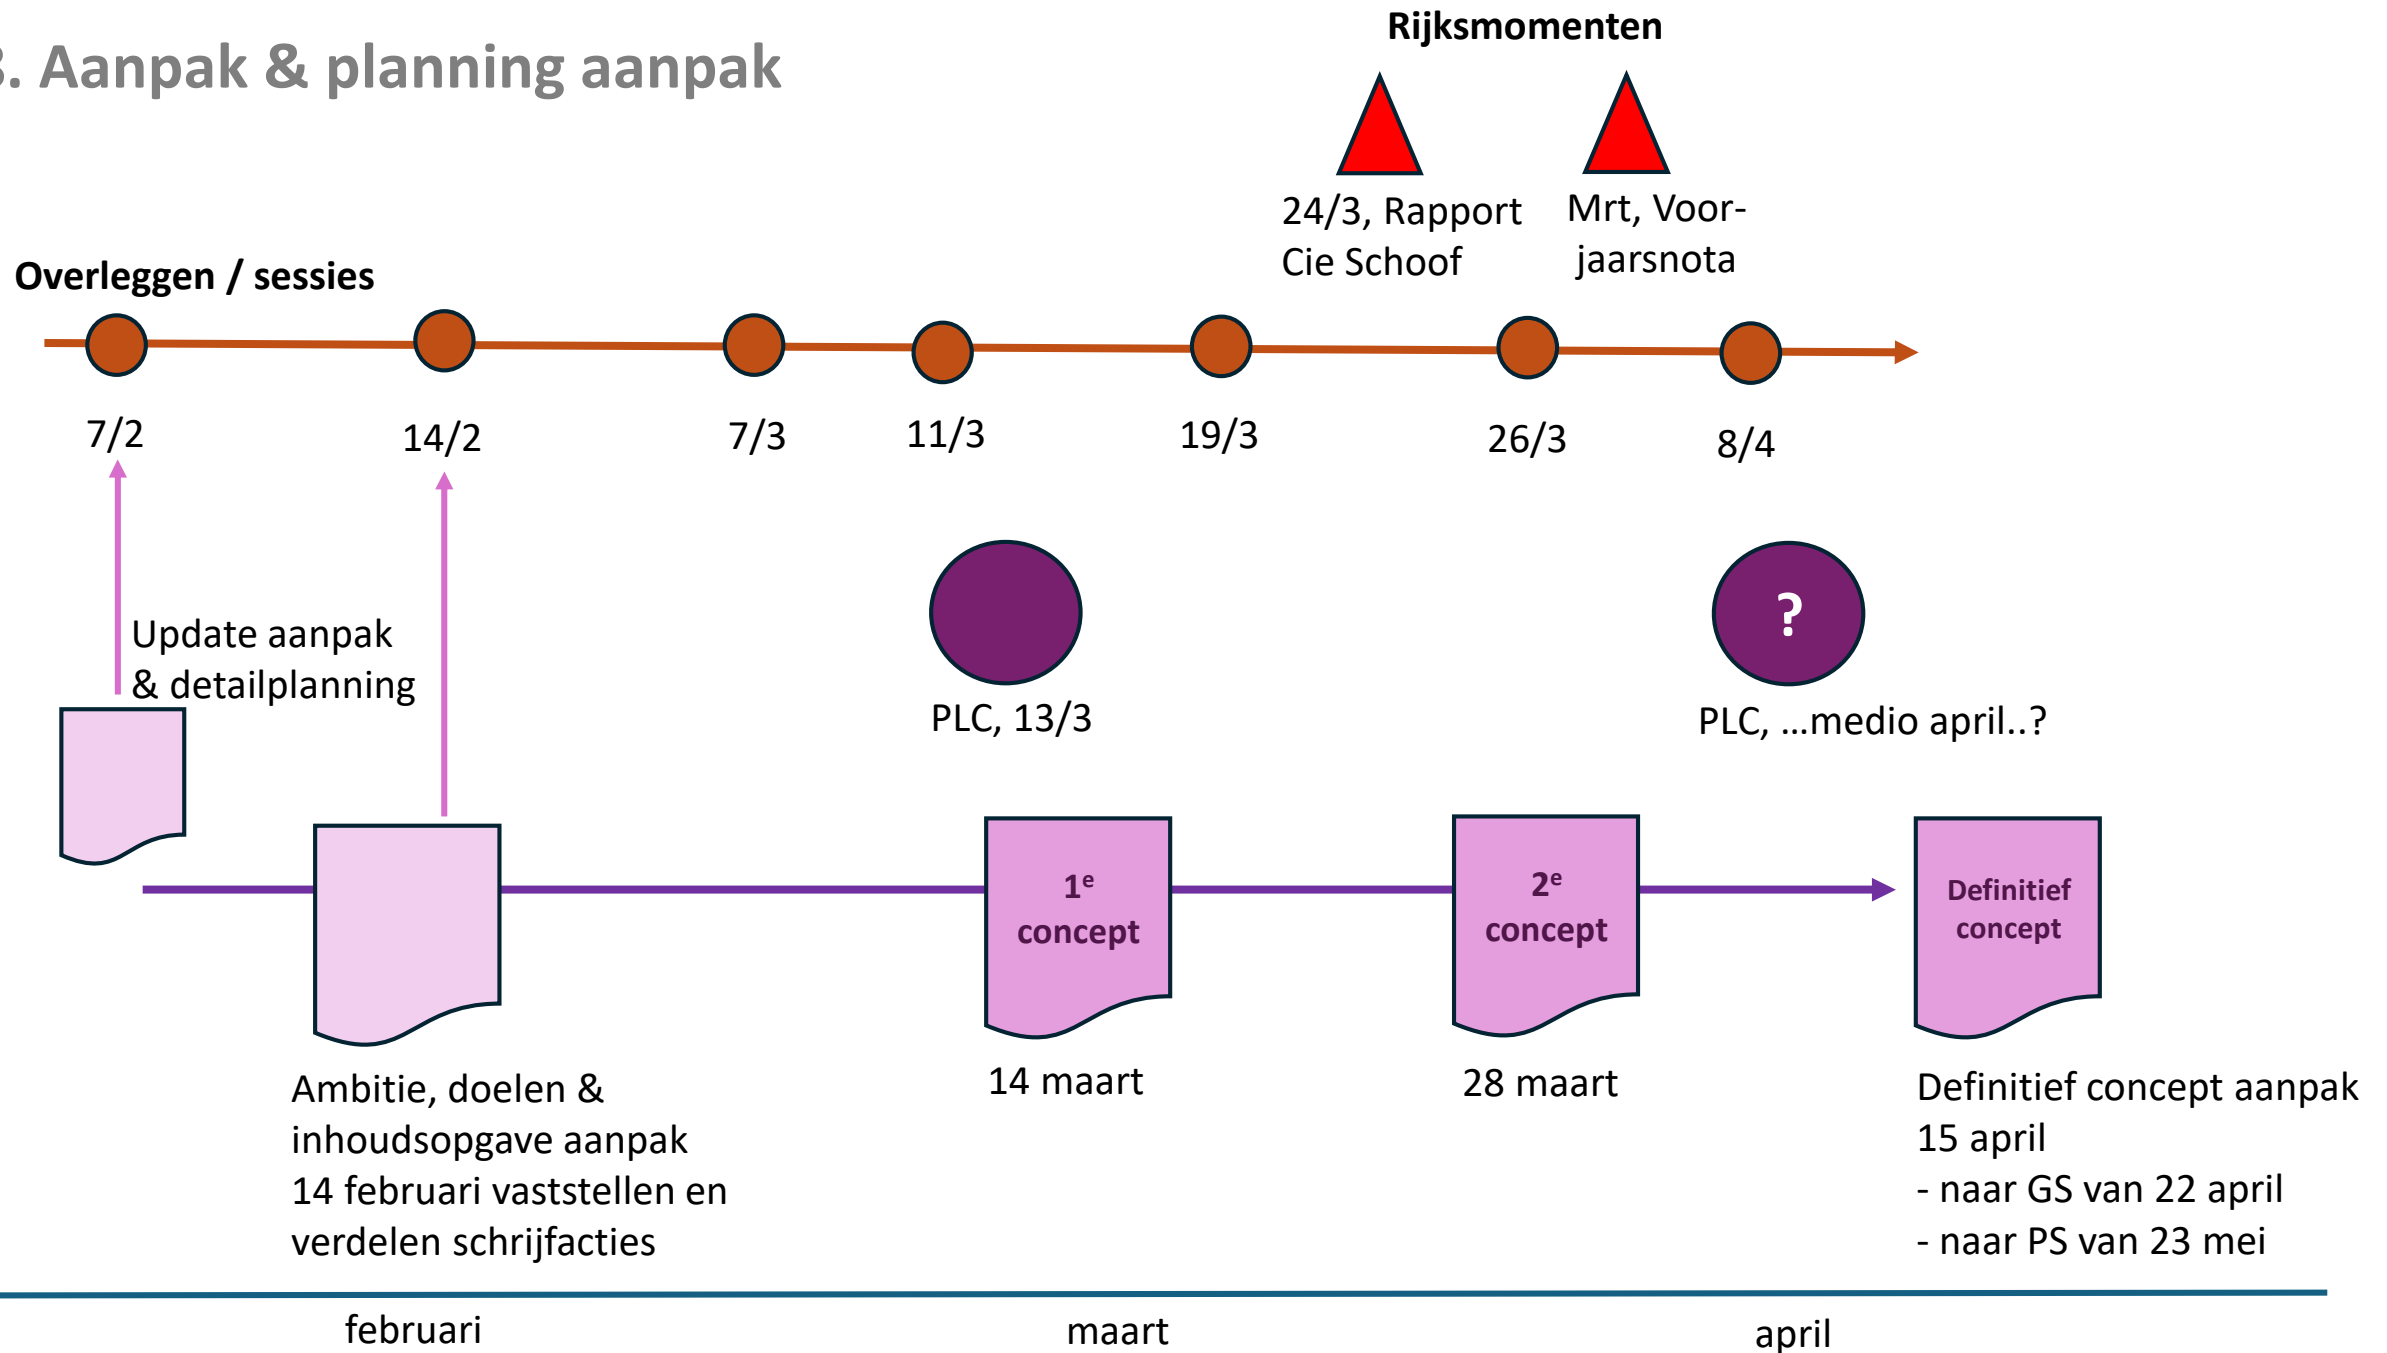 3. Aanpak & planning aanpak
Rijksmomenten
24/3, Rapport
Cie Schoof
Mrt, Voor-
jaarsnota
Overleggen / sessies
7/2
14/2
7/3
11/3
19/3
26/3
8/4
Update aanpak
& detailplanning
PLC, 13/3
?
PLC, ...medio april..?
1e
concept
2e
concept
Definitief
concept
Ambitie, doelen &
inhoudsopgave aanpak
14 februari vaststellen en
verdelen schrijfacties
14 maart
28 maart
Definitief concept aanpak
15 april
- naar GS van 22 april
- naar PS van 23 mei
februari
maart
april